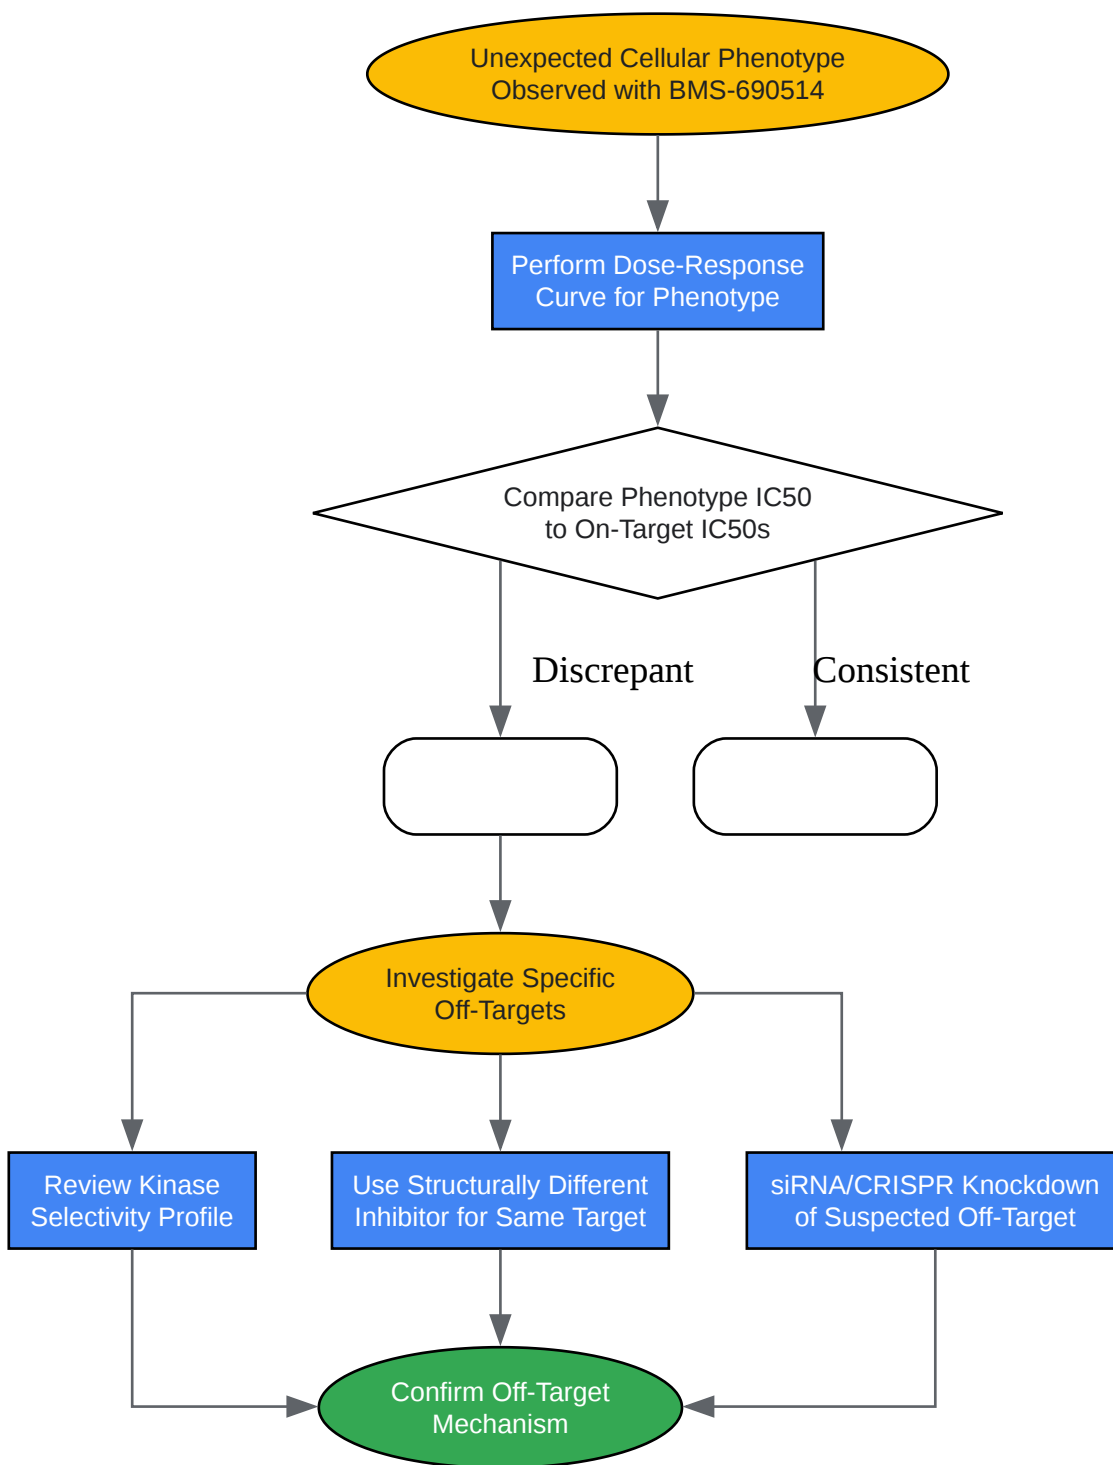 Unexpected Cellular Phenotype
Observed with BMS-690514
Perform Dose-Response
Curve for Phenotype
Compare Phenotype IC50
to On-Target IC50s
Discrepant
Consistent
Investigate Specific
Off-Targets
Review Kinase
Selectivity Profile
Use Structurally Different
Inhibitor for Same Target
siRNA/CRISPR Knockdown
of Suspected Off-Target
Confirm Off-Target
Mechanism